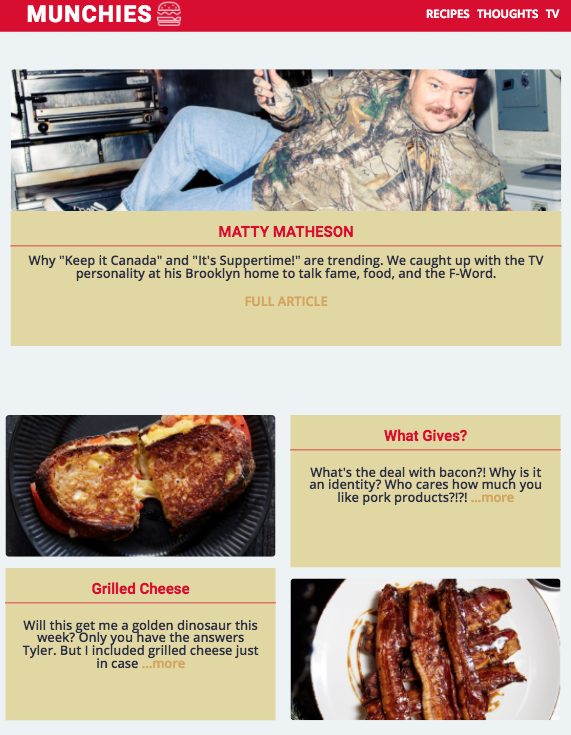 MUNCHIES
RECIPES THOUGHTS TV
MATTY MATHESON
Why "Keep it Canada" and "It's Suppertime!" are trending. We caught up with the TV
personality at his Brooklyn home to talk fame, food, and the F-Word.
FULL ARTICLE
What Gives?
What's the deal with bacon?! Why is it
an identity? Who cares how much you
like pork products?!?! ...more
Grilled Cheese
Will this get me a golden dinosaur this
week? Only you have the answers
Tyler. But I included grilled cheese just
in case ...more